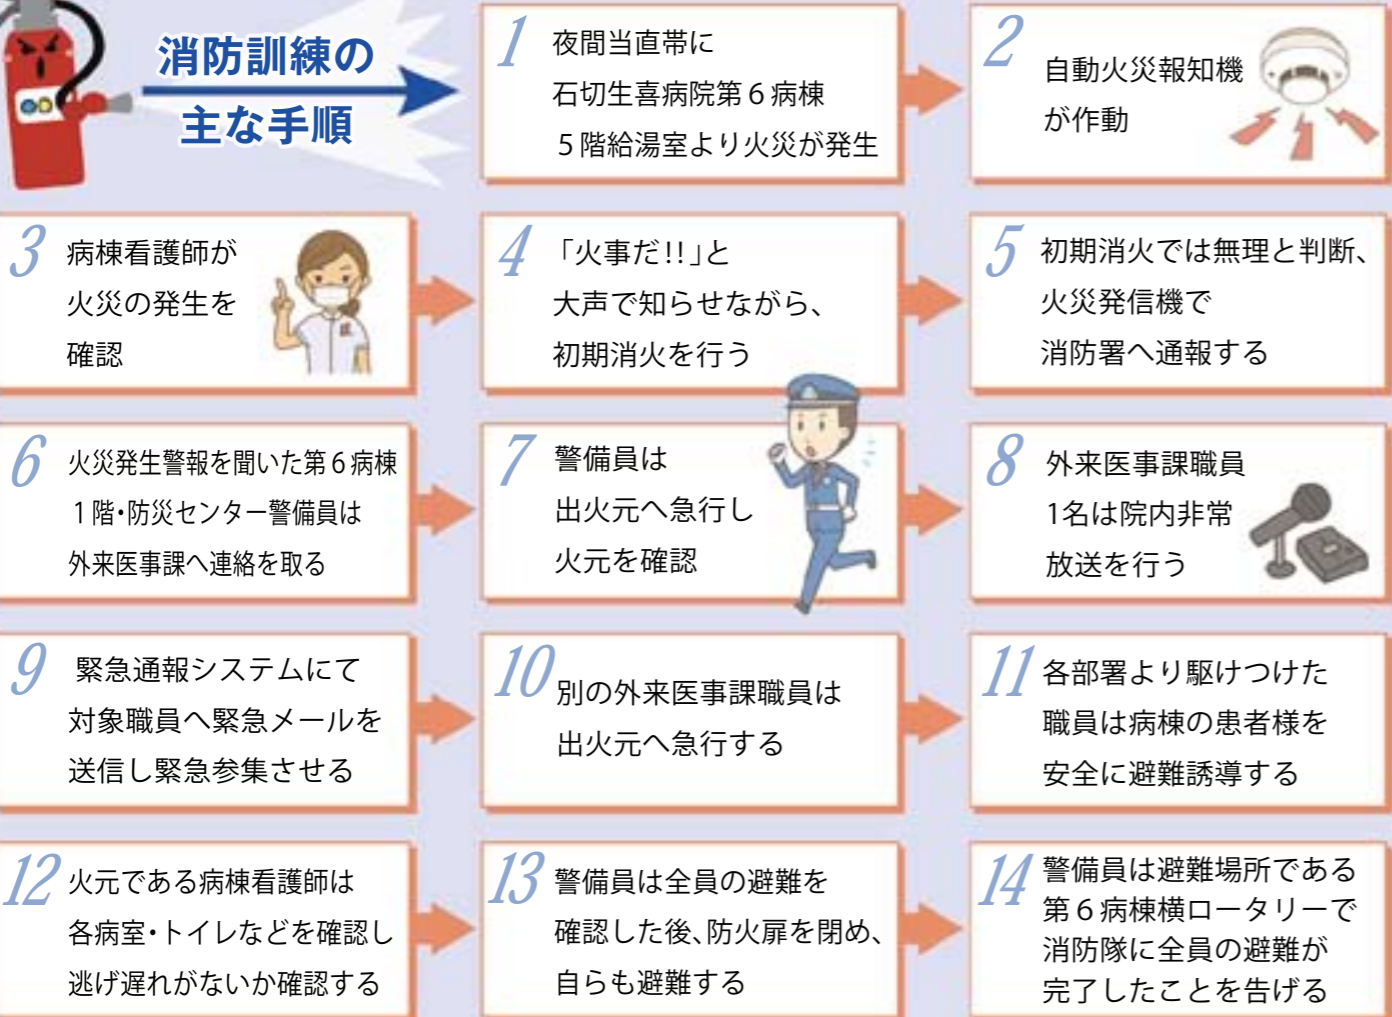 消防訓練の
主な手順
1
夜間当直帯に
石切生喜病院第6病棟
5階給湯室より火災が発生
2
自動火災報知機
が作動
3
病棟看護師が
火災の発生を
確認
4
「火事だ!!」と
大声で知らせながら、
初期消火を行う
5
初期消火では無理と判断、
火災発信機で
消防署へ通報する
6
火災発生警報を聞いた第6病棟
1階・防災センター警備員は
外来医事課へ連絡を取る
7
警備員は
出火元へ急行し
火元を確認
8
外来医事課職員
1名は院内非常
放送を行う
9
緊急通報システムにて
対象職員へ緊急メールを
送信し緊急参集させる
10
別の外来医事課職員は
出火元へ急行する
11
各部署より駆けつけた
職員は病棟の患者様を
安全に避難誘導する
12
火元である病棟看護師は
各病室・トイレなどを確認し
逃げ遅れがないか確認する
13
警備員は全員の避難を
確認した後、防火扉を閉め、
自らも避難する
14
警備員は避難場所である
第6病棟横ロータリーで
消防隊に全員の避難が
完了したことを告げる